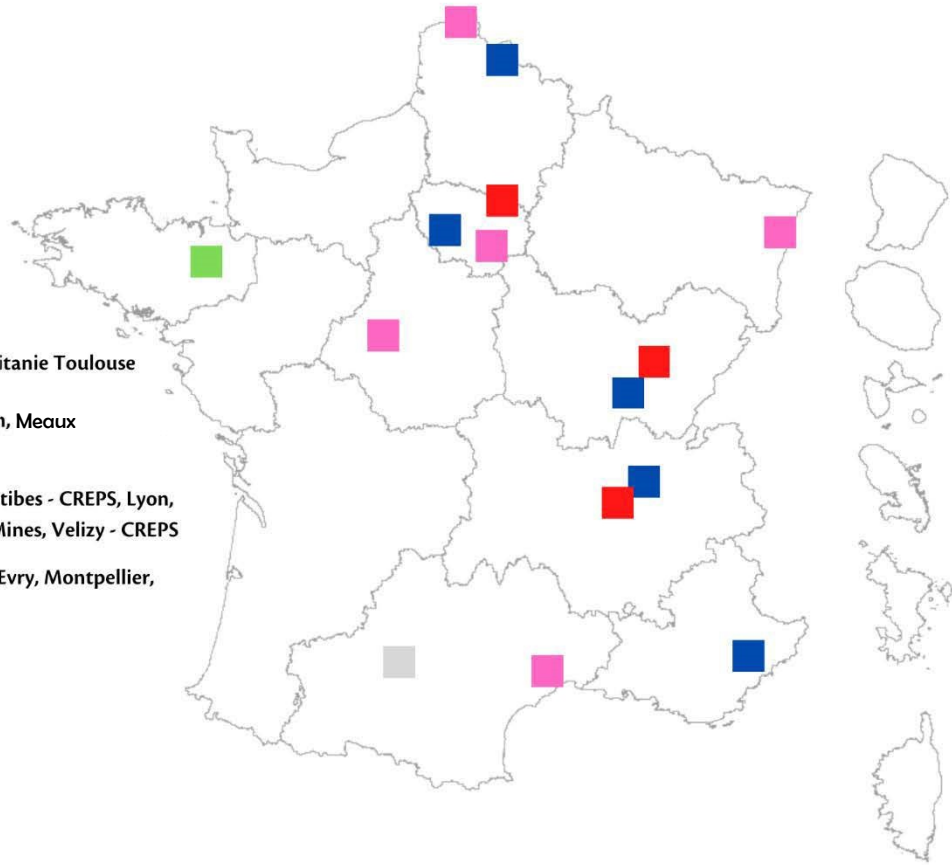 itanie Toulouse
n, Meaux
tibes - CREPS, Lyon,
Mines, Velizy - CREPS
Evry, Montpellier,